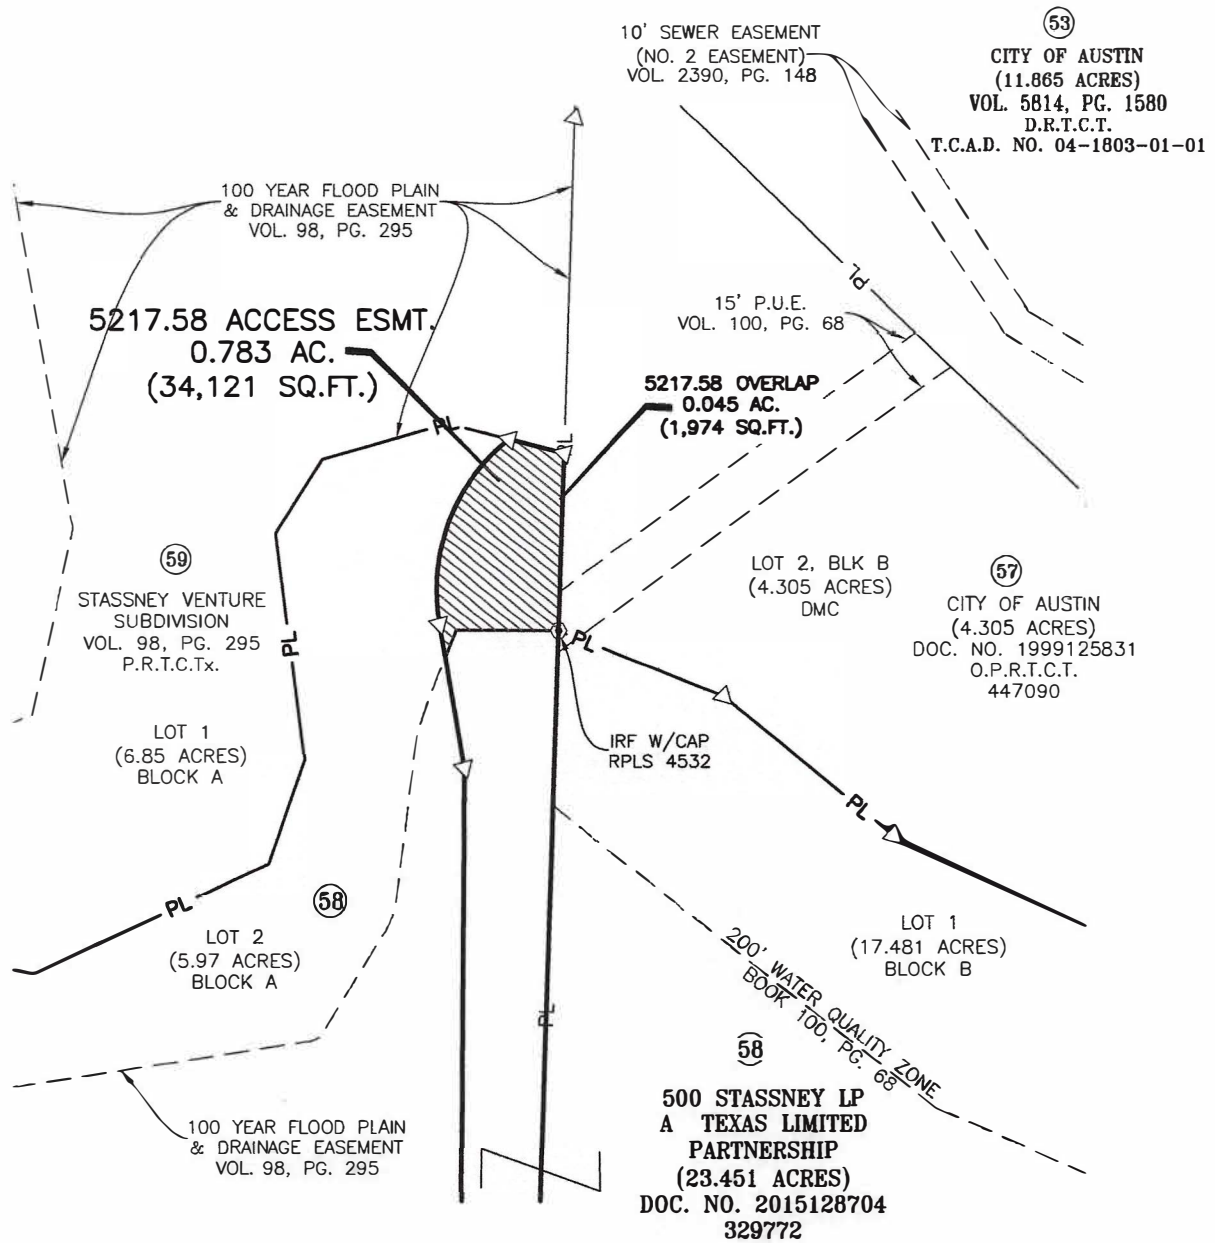 10' SEWER EASEMENT
(NO. 2 EASEMENT)
VOL. 2390, PG. 148
53
CITY OF AUSTIN
(11.865 ACRES)
VOL. 5814, PG. 1580
D.R.T.C.T.
T.C.A.D. NO. 04-1803-01-01
100 YEAR FLOOD PLAIN
& DRAINAGE EASEMENT
VOL. 98, PG. 295
PL
5217.58 ACCESS ESMT.
0.783 AC.
(34,121 SQ.FT.)
15' P.U.E.
VOL. 100, PG. 68
5217.58 OVERLAP
0.045 AC.
(1,974 SQ.FT.)
PL
PL
59
STASSNEY VENTURE
SUBDIVISION
VOL. 98, PG. 295
P.R.T.C.Tx.
LOT 2, BLK B
(4.305 ACRES)
DMC
57
CITY OF AUSTIN
(4.305 ACRES)
DOC. NO. 1999125831
O.P.R.T.C.T.
447090
PL
PL
LOT 1
(6.85 ACRES)
BLOCK A
IRF W/CAP
RPLS 4532
PL
PL
58
LOT 2
(5.97 ACRES)
BLOCK A
LOT 1
(17.481 ACRES)
BLOCK B
200' WATER QUALITY ZONE
BOOK 100, PG. 68
PL
58
500 STASSNEY LP
A TEXAS LIMITED
PARTNERSHIP
(23.451 ACRES)
DOC. NO. 2015128704
329772
100 YEAR FLOOD PLAIN
& DRAINAGE EASEMENT
VOL. 98, PG. 295